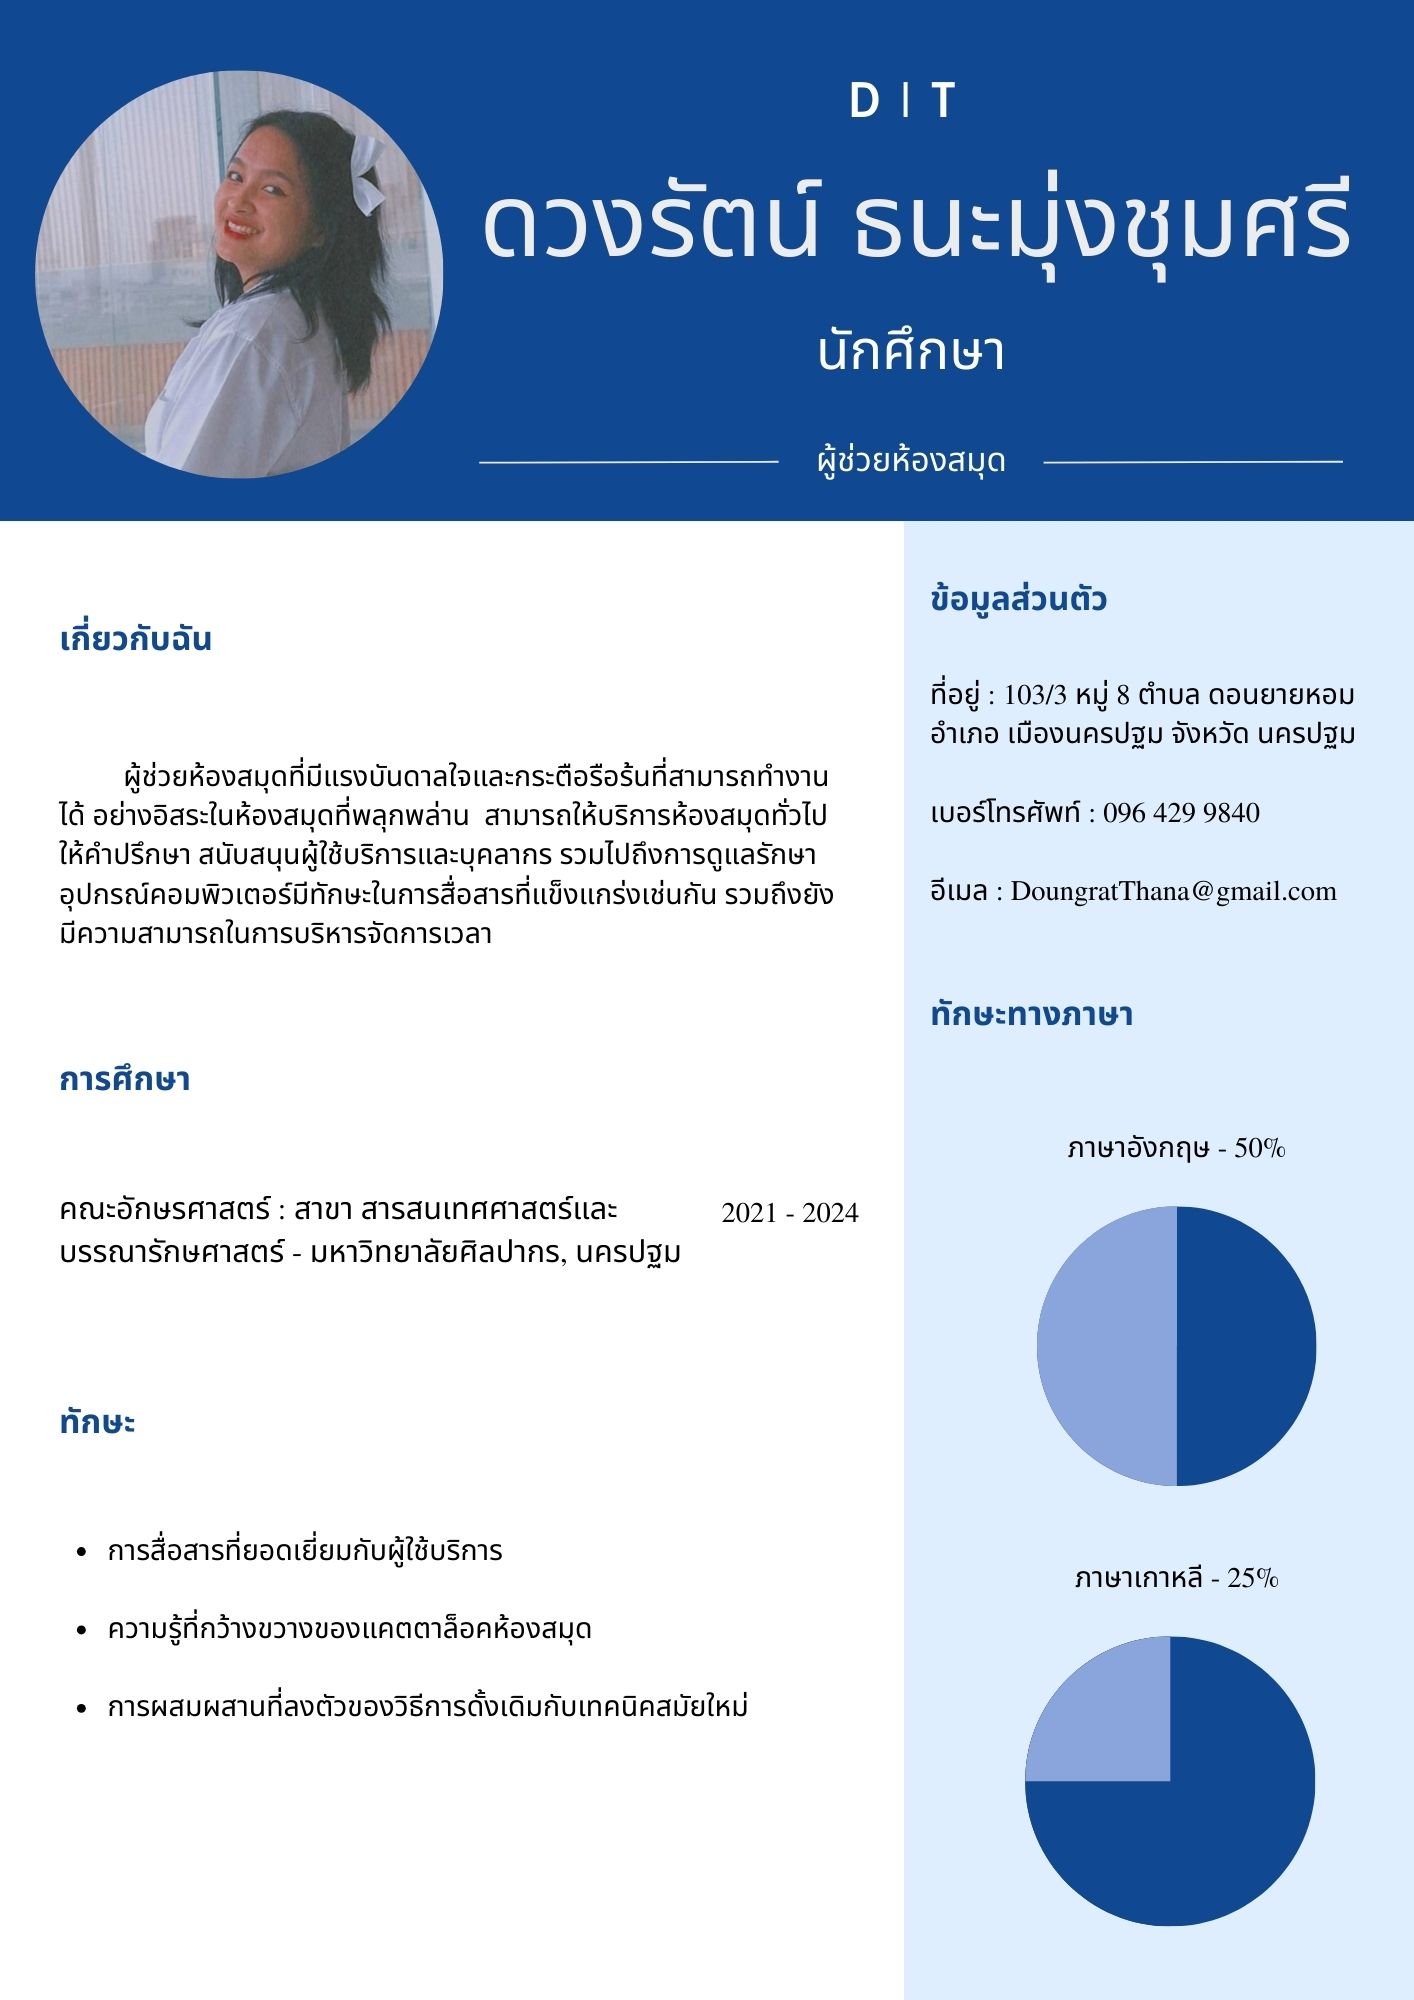 D | T
ดวงรัตน์ ธนะมุ่งชุมศรี
นักศึกษา
ผู้ช่วยห้องสมุด
เกี่ยวกับฉัน
ผู้ช่วยห้องสมุดที่มีแรงบันดาลใจและกระตือรือร้นที่สามารถทำงาน
ได้ อย่างอิสระในห้องสมุดที่พลุกพล่าน  สามารถให้บริการห้องสมุดทั่วไป
ให้คำปรึกษา สนับสนุนผู้ใช้บริการและบุคลากร รวมไปถึงการดูแลรักษา
อุปกรณ์คอมพิวเตอร์มีทักษะในการสื่อสารที่แข็งแกร่งเช่นกัน รวมถึงยัง
มีความสามารถในการบริหารจัดการเวลา
การศึกษา
คณะอักษรศาสตร์ : สาขา สารสนเทศศาสตร์และ
บรรณารักษศาสตร์ - มหาวิทยาลัยศิลปากร, นครปฐม
2021 - 2024
ทักษะ
• การสื่อสารที่ยอดเยี่ยมกับผู้ใช้บริการ
• ความรู้ที่กว้างขวางของแคตตาล็อคห้องสมุด
• การผสมผสานที่ลงตัวของวิธีการดั้งเดิมกับเทคนิคสมัยใหม่
ข้อมูลส่วนตัว
ที่อยู่ : 103/3 หมู่ 8 ตำบล ดอนยายหอม
อำเภอ เมืองนครปฐม จังหวัด นครปฐม
เบอร์โทรศัพท์ : 096 429 9840
อีเมล : DoungratThana@gmail.com
ทักษะทางภาษา
ภาษาอังกฤษ - 50%
ภาษาเกาหลี - 25%